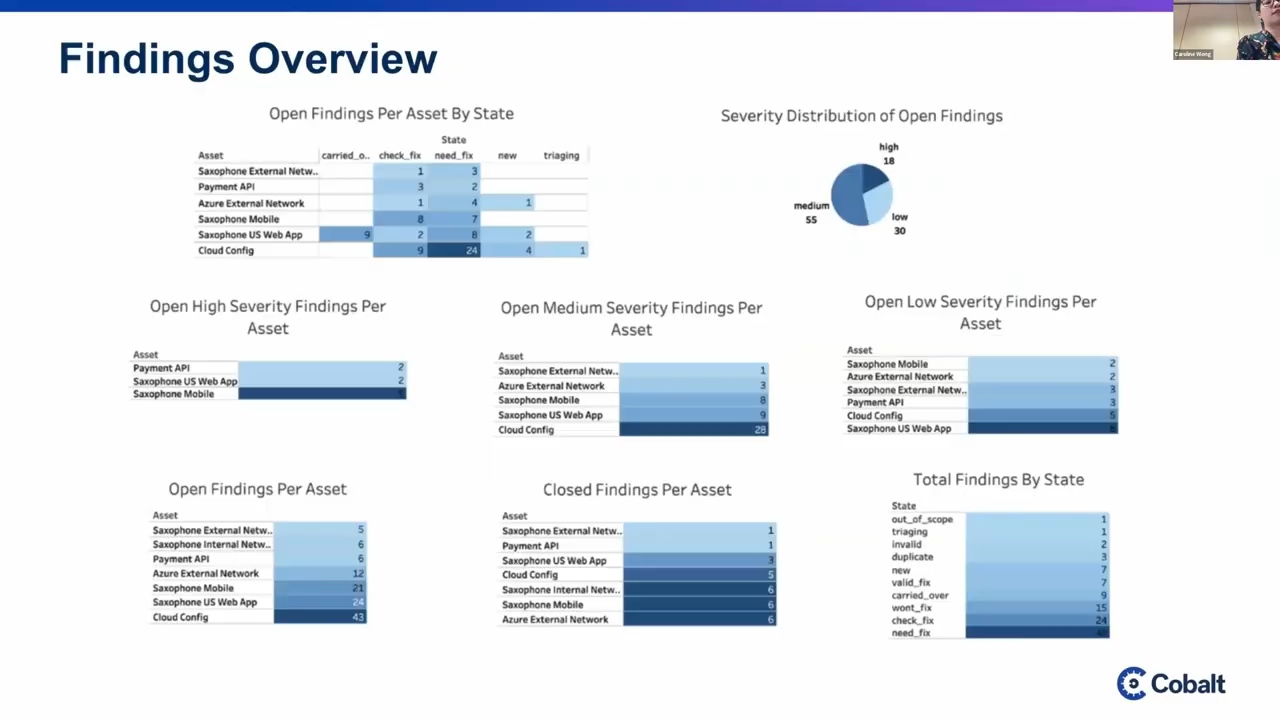 Findings Overview
Caroline Wong
Open Findings Per Asset By State
State
Asset carried_o.. check_fix need_fix new triaging
Saxophone External Netw.. 1 3
Payment API 3 2
Azure External Network 1 4 1
Saxophone Mobile 8 7
Saxophone US Web App 9 2 8 2
Cloud Config 9 24 4 1
Severity Distribution of Open Findings
high
18
medium
55
low
30
Open High Severity Findings Per
Asset
Asset
Payment API 2
Saxophone US Web App 2
Saxophone Mobile
Open Medium Severity Findings Per
Asset
Asset
Saxophone External Netw.. 1
Azure External Network 3
Saxophone Mobile 8
Saxophone US Web App 9
Cloud Config 28
Open Low Severity Findings Per
Asset
Asset
Saxophone Mobile 2
Azure External Network 2
Saxophone External Netw.. 3
Payment API 3
Cloud Config 5
Saxophone US Web App
Open Findings Per Asset
Asset
Saxophone External Netw.. 5
Saxophone Internal Netw.. 6
Payment API 6
Azure External Network 12
Saxophone Mobile 21
Saxophone US Web App 24
Cloud Config 43
Closed Findings Per Asset
Asset
Saxophone External Netw.. 1
Payment API 1
Saxophone US Web App 3
Cloud Config 5
Saxophone Internal Netw.. 6
Saxophone Mobile 6
Azure External Network 6
Total Findings By State
State
out_of_scope 1
triaging 1
invalid 2
duplicate 3
new 7
valid_fix 7
carried_over 9
wont_fix 15
check_fix 24
need_fix
Cobalt